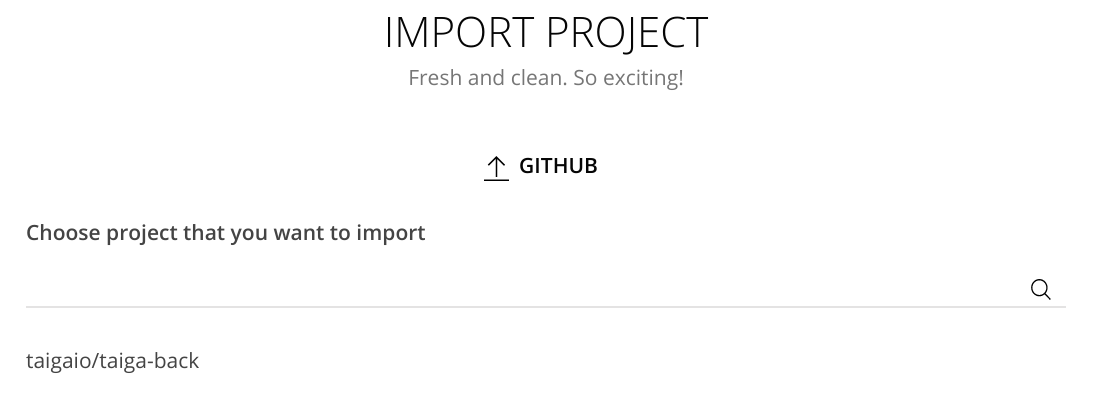 IMPORT PROJECT
Fresh and clean. So exciting!
GITHUB
Choose project that you want to import
taigaio/taiga-back